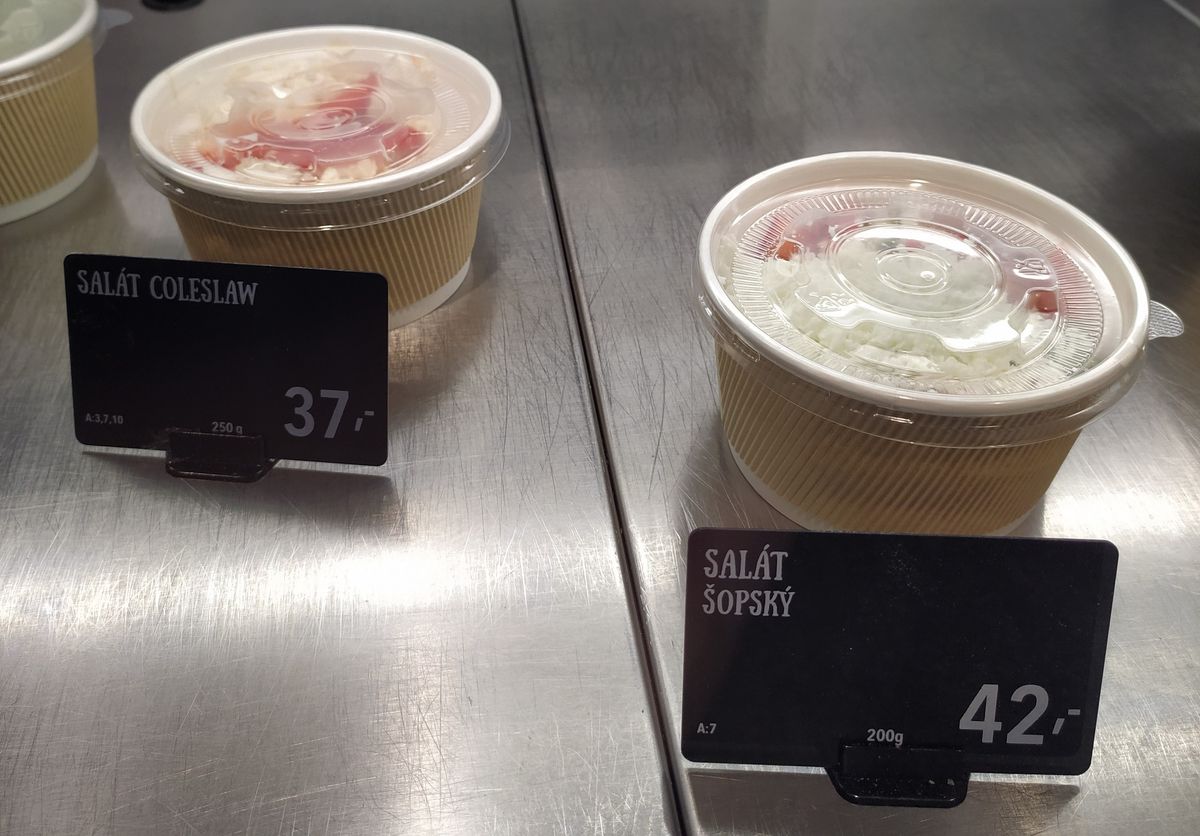 SALÁT COLESLAW
A:3,7,10
250 g
37,-
SALÁT
ŠOPSKÝ
A:7
200g
42,-